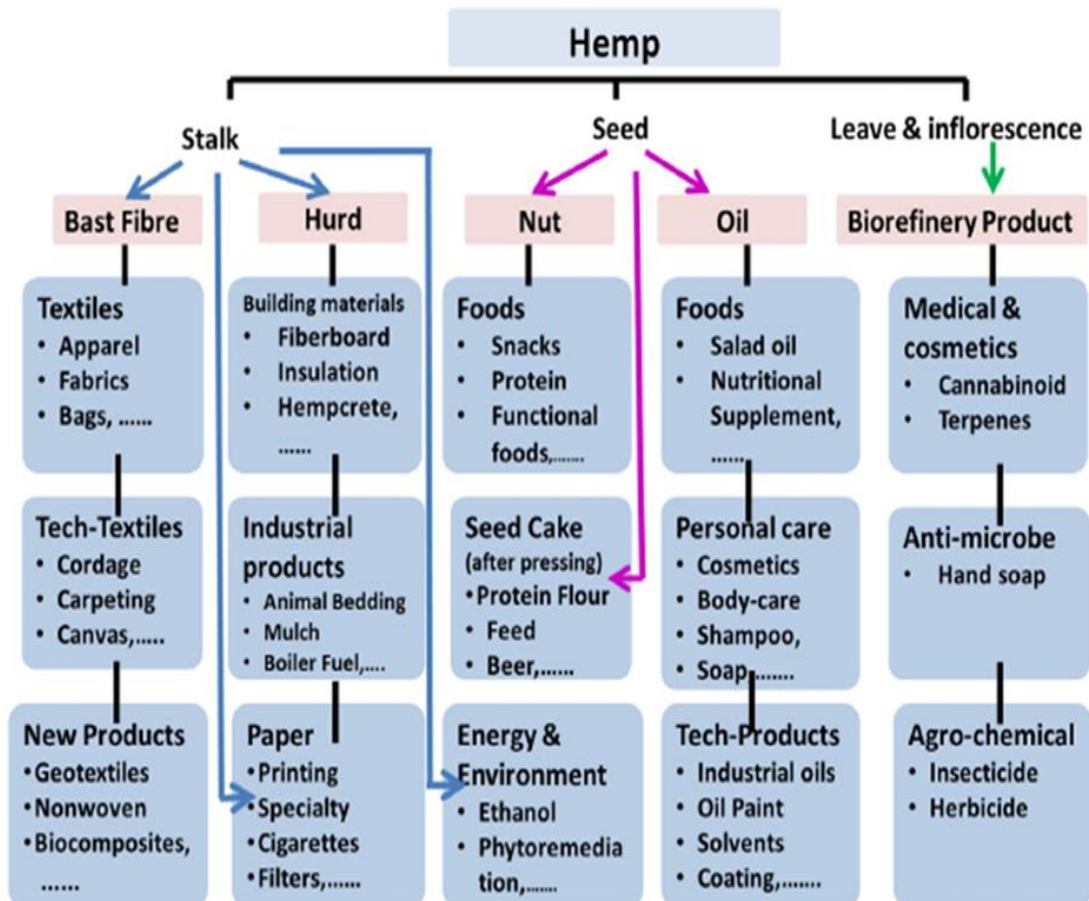 Hemp
Stalk
Seed
Leave & inflorescence
Bast Fibre
Hurd
Nut
Oil
Biorefinery Product
Textiles
• Apparel
• Fabrics
• Bags, ......
Building materials
• Fiberboard
• Insulation
• Hempcrete,
......
Foods
• Snacks
• Protein
• Functional
foods,.......
Foods
• Salad oil
• Nutritional
Supplement,
......
Medical &
cosmetics
• Cannabinoid
• Terpenes
Tech-Textiles
• Cordage
• Carpeting
• Canvas,.....
Industrial
products
• Animal Bedding
• Mulch
• Boiler Fuel,....
Seed Cake
(after pressing)
•Protein Flour
• Feed
• Beer,......
Personal care
• Cosmetics
• Body-care
• Shampoo,
• Soap,.......
Anti-microbe
• Hand soap
New Products
•Geotextiles
•Nonwoven
•Biocomposites,
......
Paper
•Printing
•Specialty
•Cigarettes
•Filters,......
Energy &
Environment
• Ethanol
• Phytoremedia
tion,.......
Tech-Products
• Industrial oils
• Oil Paint
• Solvents
• Coating,.......
Agro-chemical
• Insecticide
• Herbicide